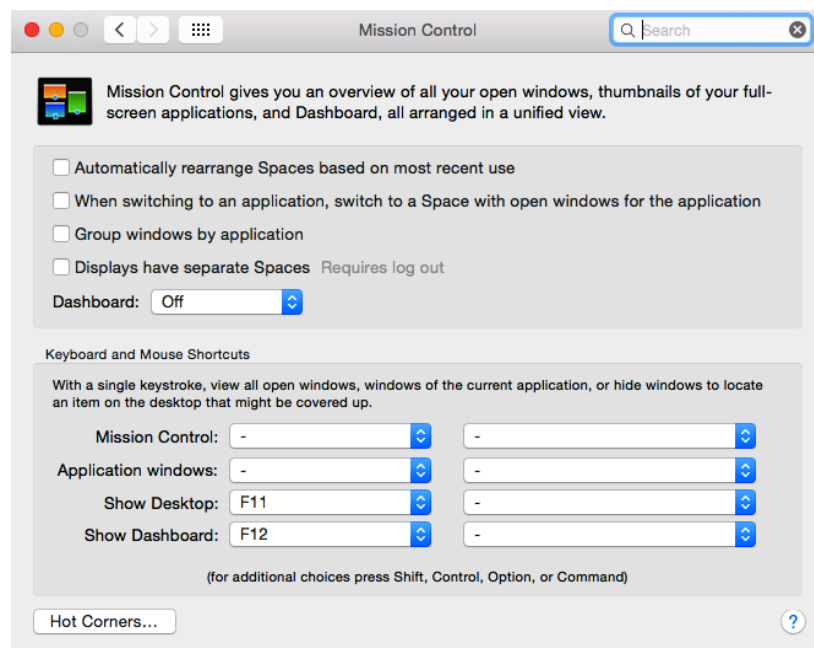 Mission Control
Search
Mission Control gives you an overview of all your open windows, thumbnails of your full-
screen applications, and Dashboard, all arranged in a unified view.
Automatically rearrange Spaces based on most recent use
When switching to an application, switch to a Space with open windows for the application
Group windows by application
Displays have separate Spaces Requires log out
Dashboard: Off
Keyboard and Mouse Shortcuts
With a single keystroke, view all open windows, windows of the current application, or hide windows to locate
an item on the desktop that might be covered up.
Mission Control: - -
Application windows: - -
Show Desktop: F11 -
Show Dashboard: F12 -
(for additional choices press Shift, Control, Option, or Command)
Hot Corners... ?